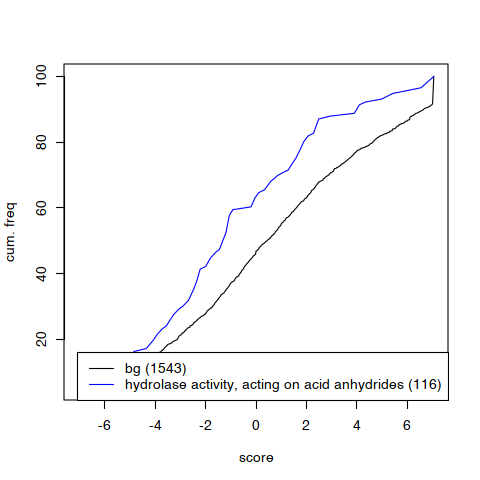 100
80
60
40
20
cum. freq
bg (1543)
hydrolase activity, acting on acid anhydrides (116)
-6 -4 -2 0 2 4 6
score